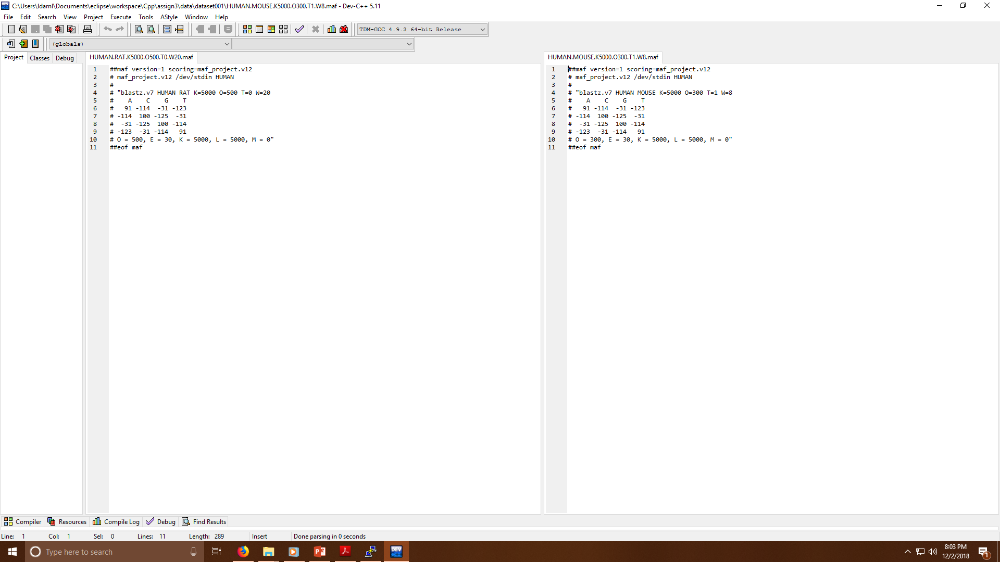 C:\Users\ldaml\Documents\eclipse\workspace\Cpp\assign3\data\dataset001\HUMAN.MOUSE.K5000.O300.T1.W8.maf - Dev-C++ 5.11
File Edit Search View Project Execute Tools AStyle Window Help
TDM-GCC 4.9.2 64-bit Release
(globals)
Project Classes Debug
HUMAN.RAT.K5000.O500.T0.W20.maf
1 ##maf version=1 scoring=maf_project.v12
2 # maf_project.v12 /dev/stdin HUMAN
3 #
4 # "blastz.v7 HUMAN RAT K=5000 O=500 T=0 W=20
5 #    A    C    G    T
6 #   91 -114  -31 -123
7 # -114  100 -125  -31
8 #  -31 -125  100 -114
9 # -123  -31 -114   91
10 # O = 500, E = 30, K = 5000, L = 5000, M = 0"
11 ##eof maf
HUMAN.MOUSE.K5000.O300.T1.W8.maf
1 ##maf version=1 scoring=maf_project.v12
2 # maf_project.v12 /dev/stdin HUMAN
3 #
4 # "blastz.v7 HUMAN MOUSE K=5000 O=300 T=1 W=8
5 #    A    C    G    T
6 #   91 -114  -31 -123
7 # -114  100 -125  -31
8 #  -31 -125  100 -114
9 # -123  -31 -114   91
10 # O = 300, E = 30, K = 5000, L = 5000, M = 0"
11 ##eof maf
Compiler Resources Compile Log Debug Find Results
Line: 1 Col: 1 Sel: 0 Lines: 11 Length: 289 Insert Done parsing in 0 seconds
Type here to search
DEV
8:03 PM
12/2/2018
1